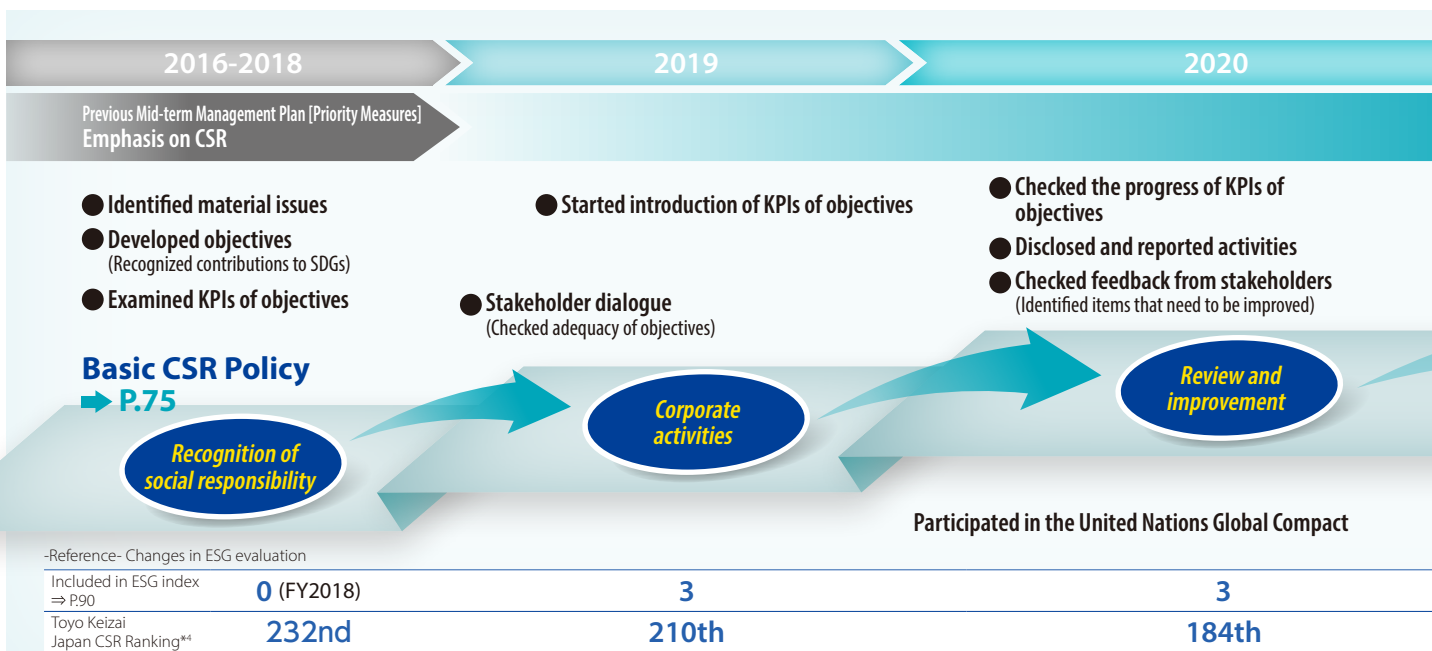 2016-2018
2019
2020
Previous Mid-term Management Plan [Priority Measures]
Emphasis on CSR
● Identified material issues
● Developed objectives
(Recognized contributions to SDGs)
● Examined KPIs of objectives
● Started introduction of KPIs of objectives
● Stakeholder dialogue
(Checked adequacy of objectives)
● Checked the progress of KPIs of
objectives
● Disclosed and reported activities
● Checked feedback from stakeholders
(Identified items that need to be improved)
Basic CSR Policy
➡ P.75
Recognition of
social responsibility
Corporate
activities
Review and
improvement
Participated in the United Nations Global Compact
-Reference- Changes in ESG evaluation
Included in ESG index
⇒ P.90
0 (FY2018)
3
3
Toyo Keizai
Japan CSR Ranking*4
232nd
210th
184th